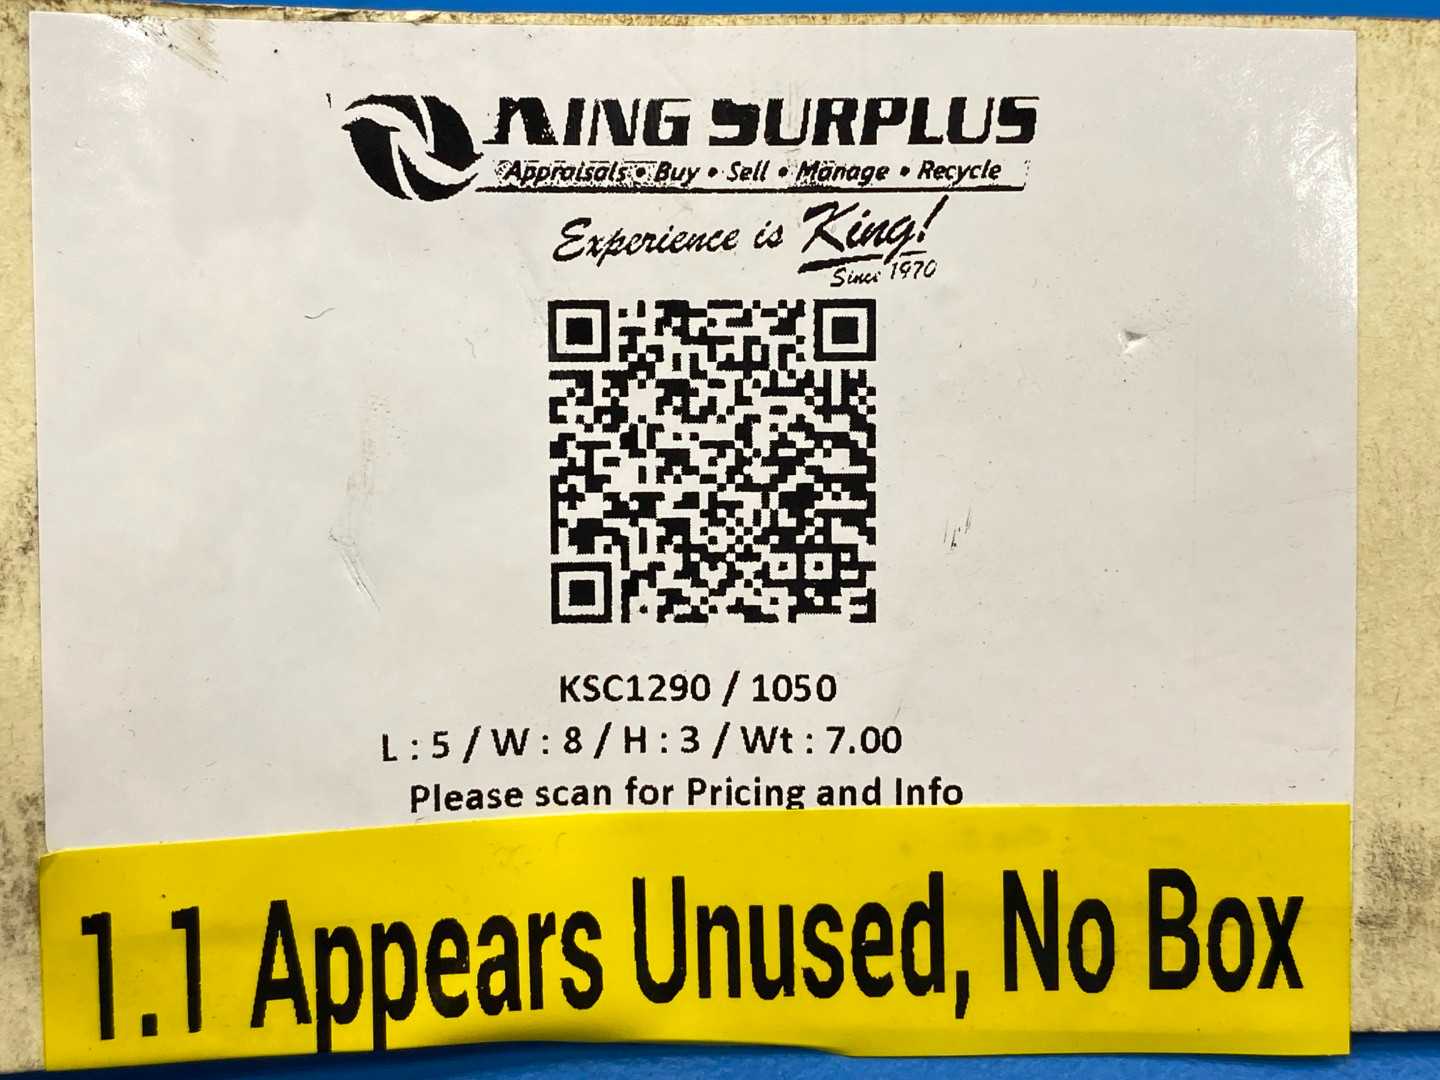 KING SURPLUS
Appraisals • Buy • Sell • Manage • Recycle
Experience is King!
Since 1970
KSC1290 / 1050
L : 5 / W : 8 / H : 3 / Wt : 7.00
Please scan for Pricing and Info
1.1 Appears Unused, No Box